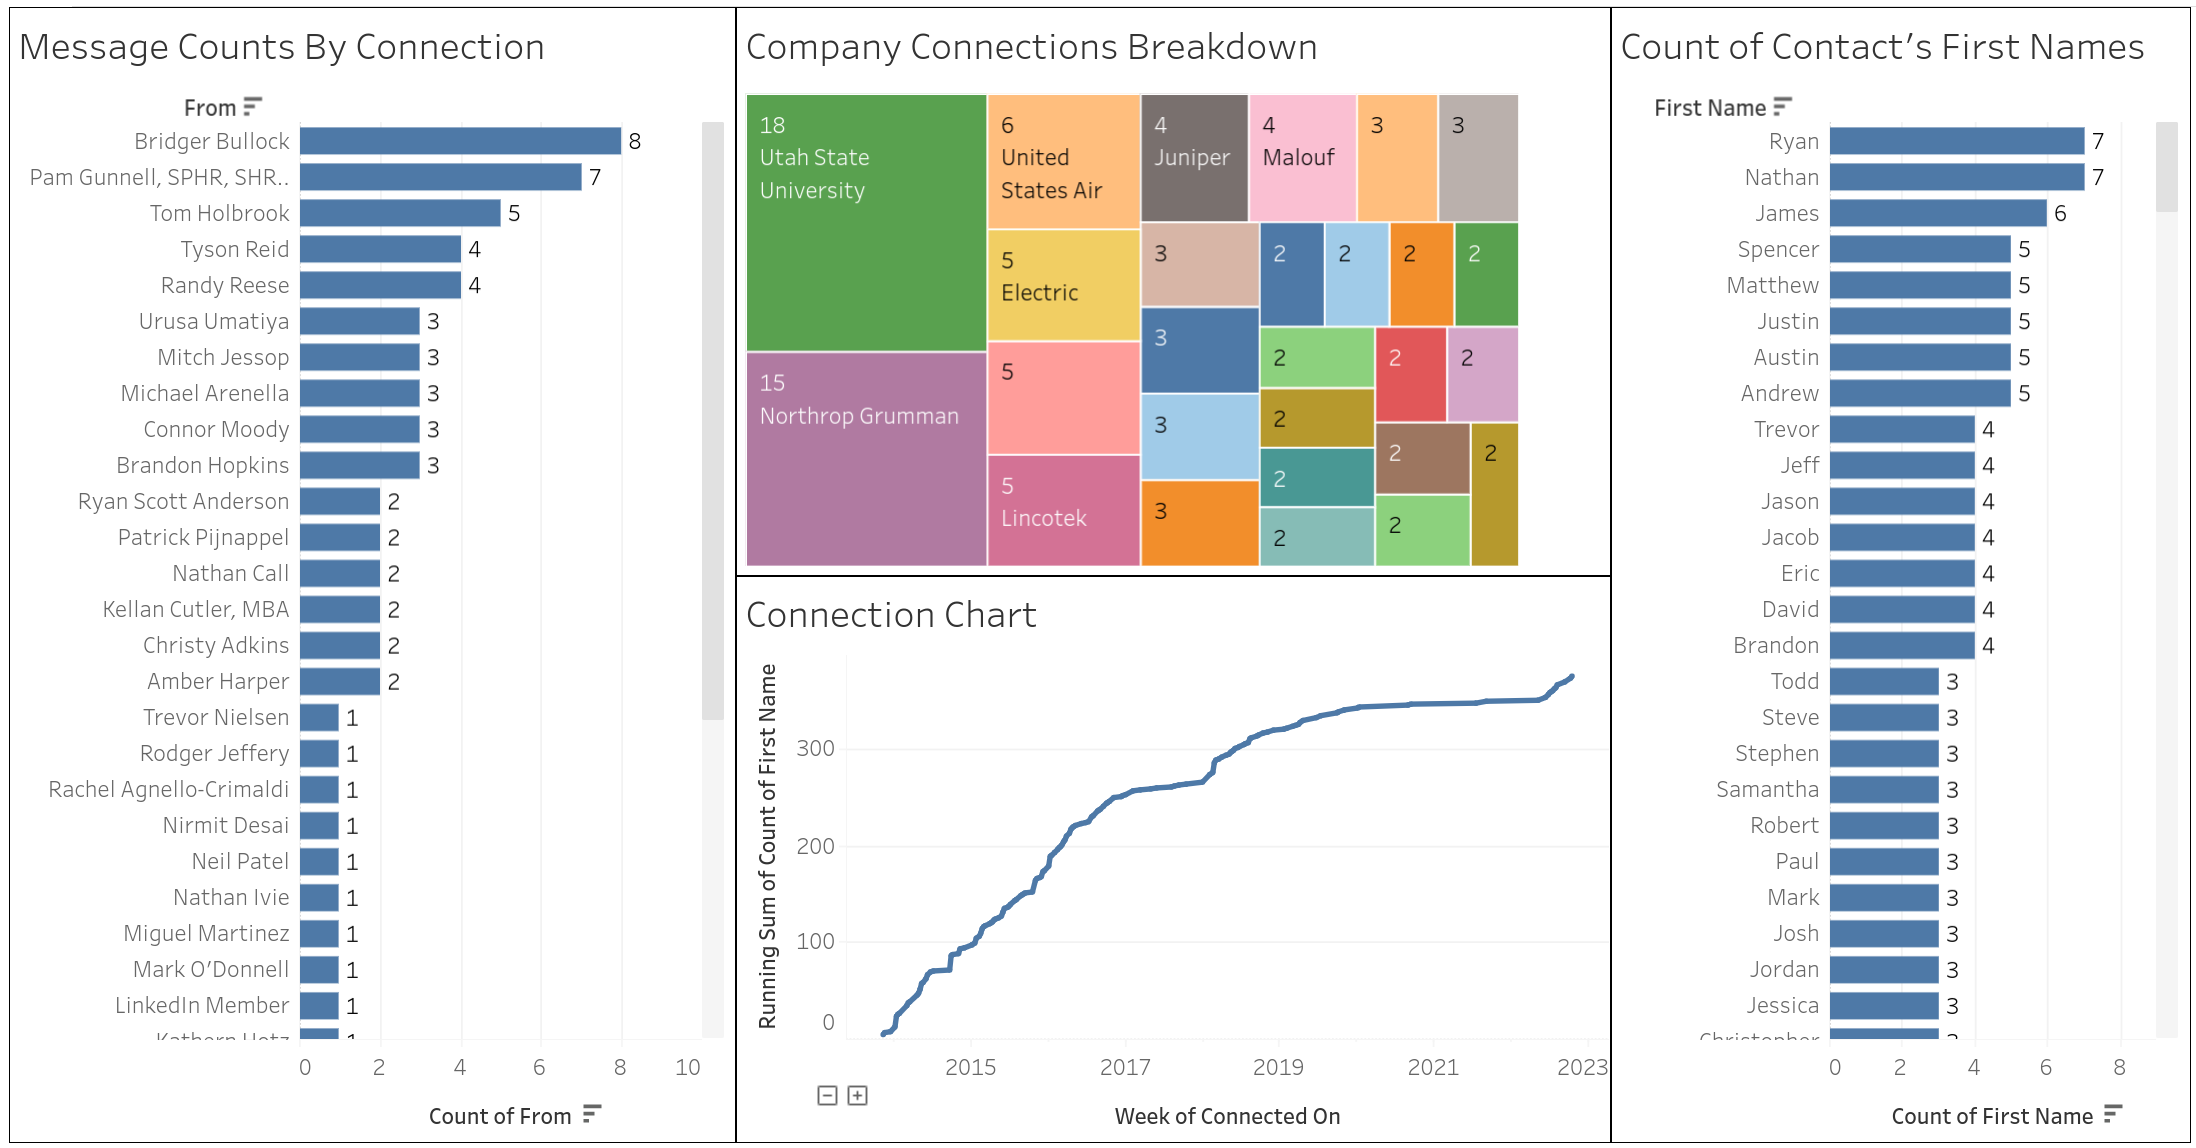 Message Counts By Connection
From
Bridger Bullock 8
Pam Gunnell, SPHR, SHR.. 7
Tom Holbrook 5
Tyson Reid 4
Randy Reese 4
Urusa Umatiya 3
Mitch Jessop 3
Michael Arenella 3
Connor Moody 3
Brandon Hopkins 3
Ryan Scott Anderson 2
Patrick Pijnappel 2
Nathan Call 2
Kellan Cutler, MBA 2
Christy Adkins 2
Amber Harper 2
Trevor Nielsen 1
Rodger Jeffery 1
Rachel Agnello-Crimaldi 1
Nirmit Desai 1
Neil Patel 1
Nathan Ivie 1
Miguel Martinez 1
Mark O'Donnell 1
LinkedIn Member 1
0 2 4 6 8 10
Count of From
Company Connections Breakdown
18
Utah State
University
15
Northrop Grumman
6
United
States Air
5
Electric
5
5
Lincotek
4
Juniper
4
Malouf
3
3
3
3
3
3
2
2
2
2
2
2
2
2
2
2
2
2
2
Connection Chart
Running Sum of Count of First Name
300
200
100
0
2015 2017 2019 2021 2023
Week of Connected On
Count of Contact's First Names
First Name
Ryan 7
Nathan 7
James 6
Spencer 5
Matthew 5
Justin 5
Austin 5
Andrew 5
Trevor 4
Jeff 4
Jason 4
Jacob 4
Eric 4
David 4
Brandon 4
Todd 3
Steve 3
Stephen 3
Samantha 3
Robert 3
Paul 3
Mark 3
Josh 3
Jordan 3
Jessica 3
Christopher 3
0 2 4 6 8
Count of First Name